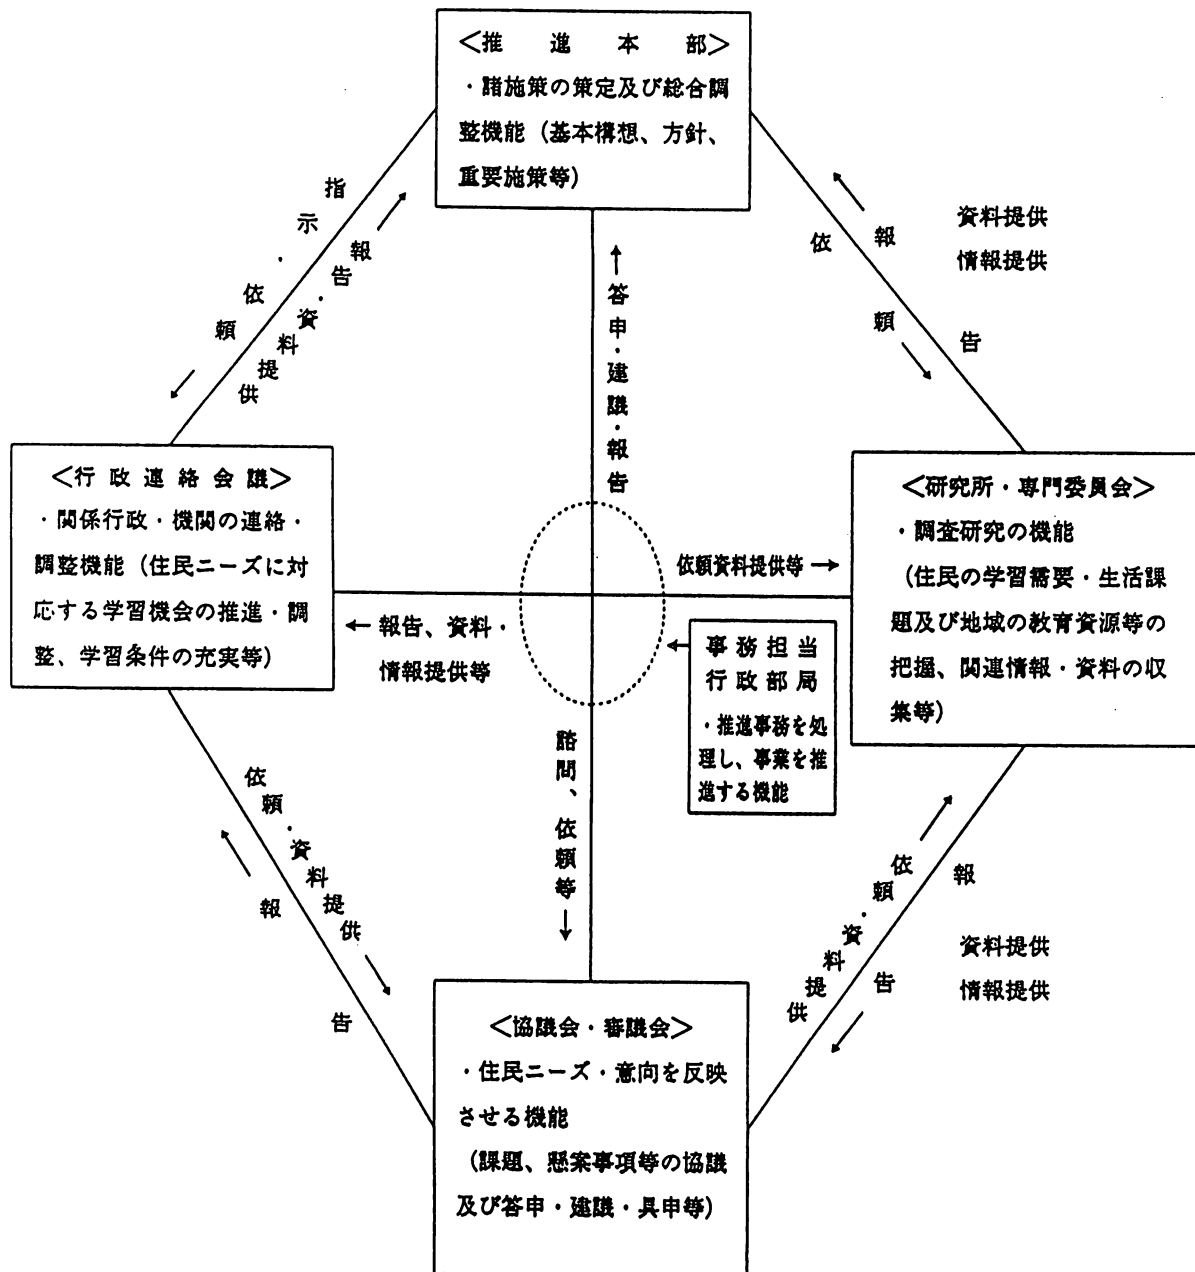 <推進本部>
・諸施策の策定及び総合調
整機能(基本構想、方針、
重要施策等)
指示・依頼
資料提供・報告
依頼
報告
資料提供
情報提供
答申・建議・報告
<行政連絡会議>
・関係行政・機関の連絡・
調整機能(住民ニーズに対
応する学習機会の推進・調
整、学習条件の充実等)
<研究所・専門委員会>
・調査研究の機能
(住民の学習需要・生活課
題及び地域の教育資源等の
把握、関連情報・資料の収
集等)
依頼資料提供等→
←報告、資料・
情報提供等
事務担当
行政部局
・推進事務を処
理し、事業を推
進する機能
諮問、依頼等
依頼・資料提供
報告
依頼・資料提供
報告
資料提供
情報提供
<協議会・審議会>
・住民ニーズ・意向を反映
させる機能
(課題、懸案事項等の協議
及び答申・建議・具申等)